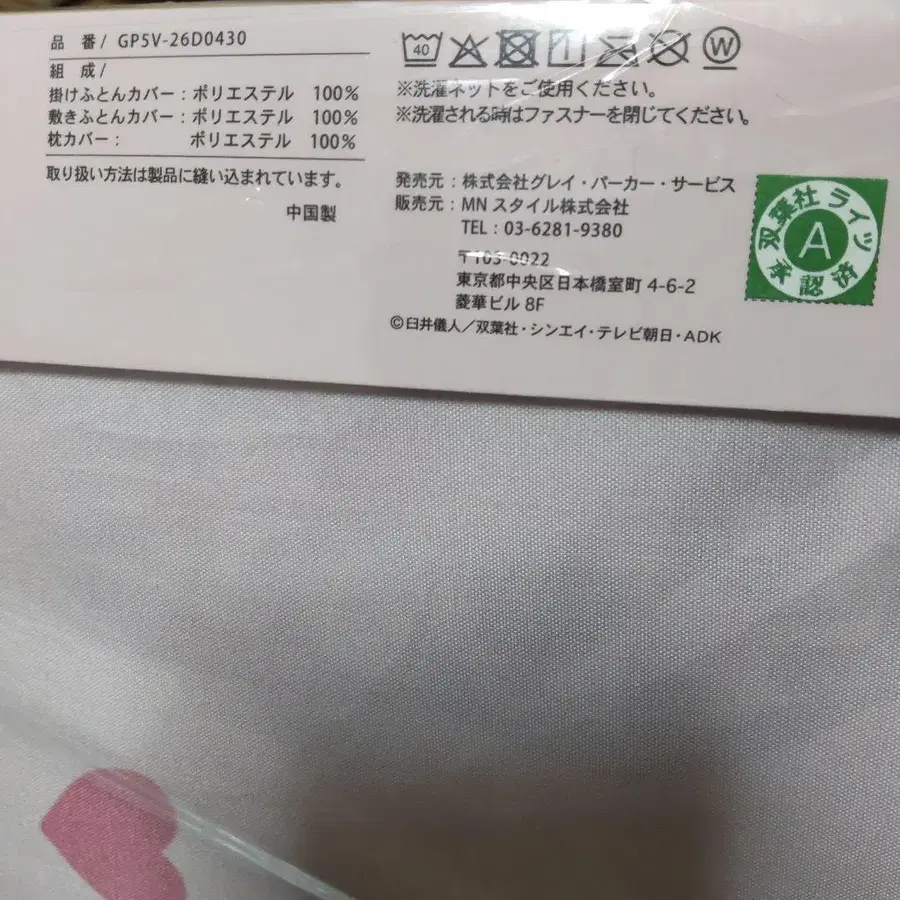 品 番/ GP5V-26D0430
組 成/
掛けふとんカバー：ポリエステル 100%
敷きふとんカバー：ポリエステル 100%
枕カバー： ポリエステル 100%
取り扱い方法は製品に縫い込まれています。
中国製
40
W
※洗濯ネットをご使用ください。
※洗濯される時はファスナーを閉じてください。
発売元：株式会社グレイ・パーカー・サービス
販売元：MN スタイル株式会社
TEL：03-6281-9380
〒103-0022
東京都中央区日本橋室町 4-6-2
菱華ビル 8F
©臼井儀人／双葉社・シンエイ・テレビ朝日・ADK
双葉社 ライツ
A
承認済